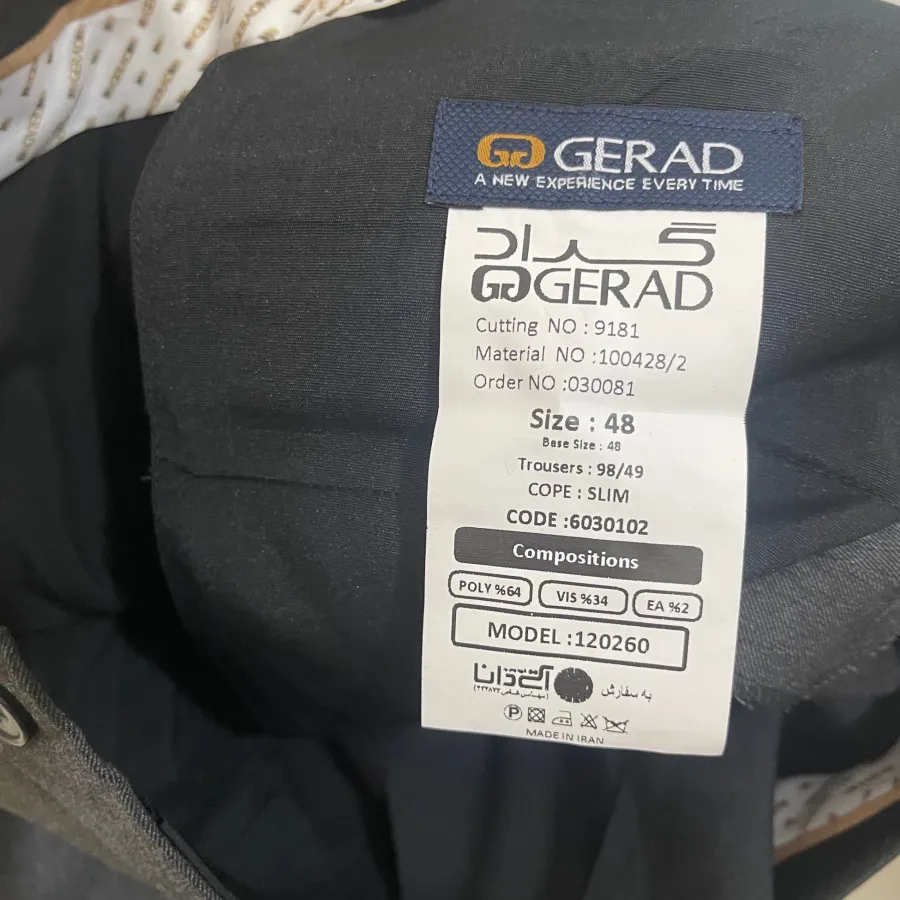 GERAD
A NEW EXPERIENCE EVERY TIME
گراد
GERAD
Cutting NO : 9181
Material NO :100428/2
Order NO :030081
Size : 48
Base Size : 48
Trousers : 98/49
COPE : SLIM
CODE :6030102
Compositions
POLY %64 VIS %34 EA %2
MODEL :120260
به سفارش
P
MADE IN IRAN